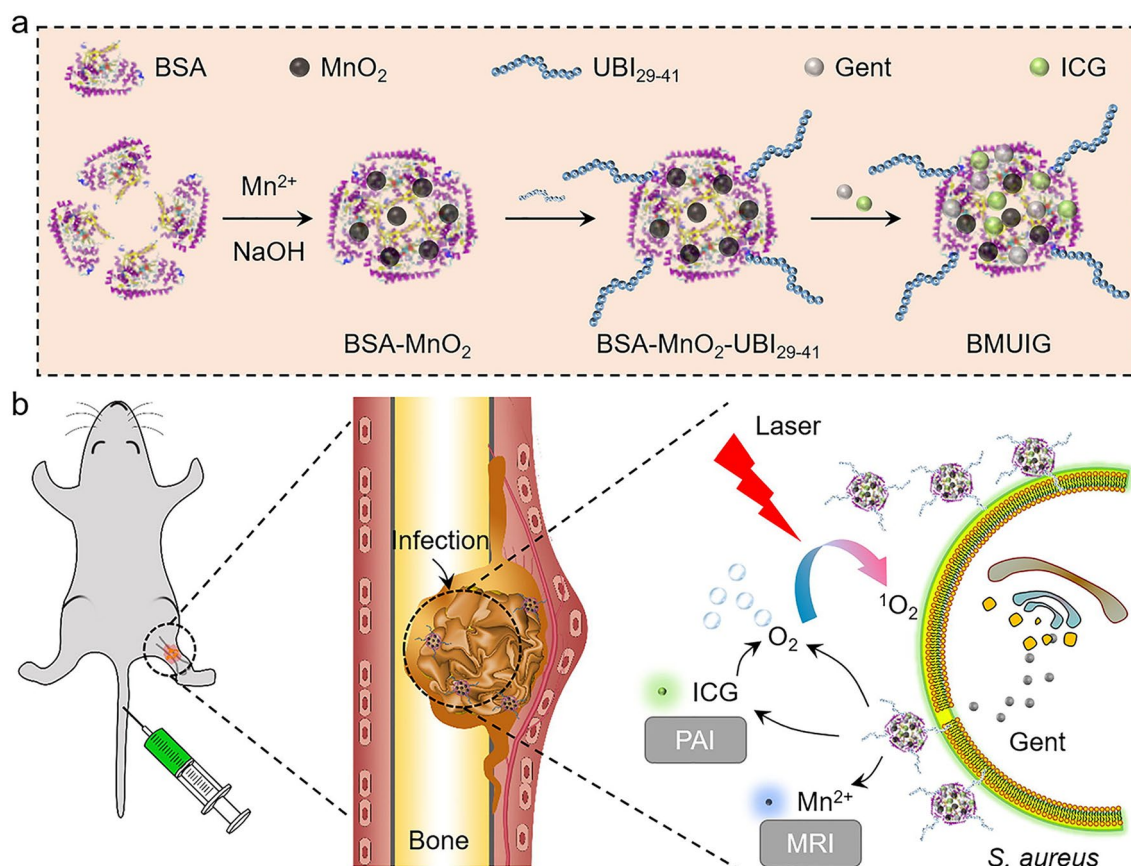 a
BSA
MnO₂
UBI₂₉₋₄₁
Gent
ICG
Mn²⁺
NaOH
BSA-MnO₂
BSA-MnO₂-UBI₂₉₋₄₁
BMUIG
b
Laser
Infection
¹O₂
O₂
ICG
PAI
Gent
Mn²⁺
MRI
Bone
S. aureus